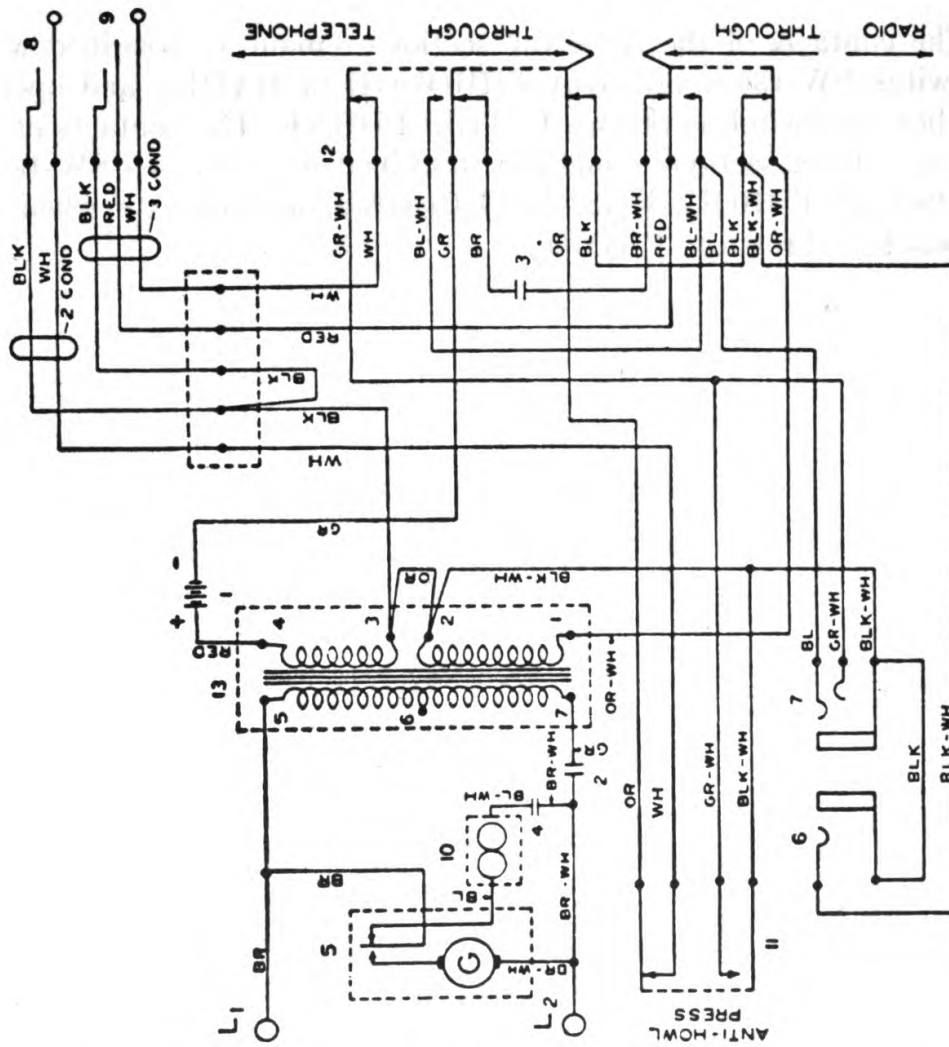 TELEPHONE
THROUGH
THROUGH
RADIO
8
9
BLK
WH
2 COND
BLK
RED
WH
3 COND
12
GR-WH
WH
BL-WH
GR
BR
3
OR
BLK
BR-WH
RED
BL-WH
BL
BLK
BLK-WH
OR-WH
WH
RED
BLK
BLK
WH
GR
-
-
+
RED
13
4
3
2
1
5
6
7
OR
BLK-WH
OR-WH
BR-WH
GR
2
BL-WH
4
10
BL
BR
BR
5
G
BR-WH
BR-WH
L1
L2
OR
WH
GR-WH
BLK-WH
11
ANTI-HOWL
PRESS
BL
GR-WH
BLK-WH
7
6
BLK
BLK-WH